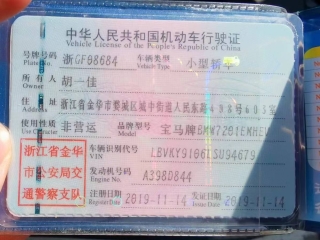 中华人民共和国机动车行驶证
Vehicle License of the People's Republic of China
号牌号码 浙GF08684 车辆类型 小型轿车
Plate No. Vehicle Type
所有人 胡一佳
Owner
住址 浙江省金华市婺城区城中街道人民东路
Address
使用性质 非营运 品牌型号 宝马牌BMW7201EMHEV
Use Character Model
浙江省金华 车辆识别代号 LBVKY9106LSU94679
VIN
市公安局交 发动机号码 A3980844
Engine No.
通警察支队 注册日期 2019-11-14 发证日期 2019-11-14
Register Date Issue Date